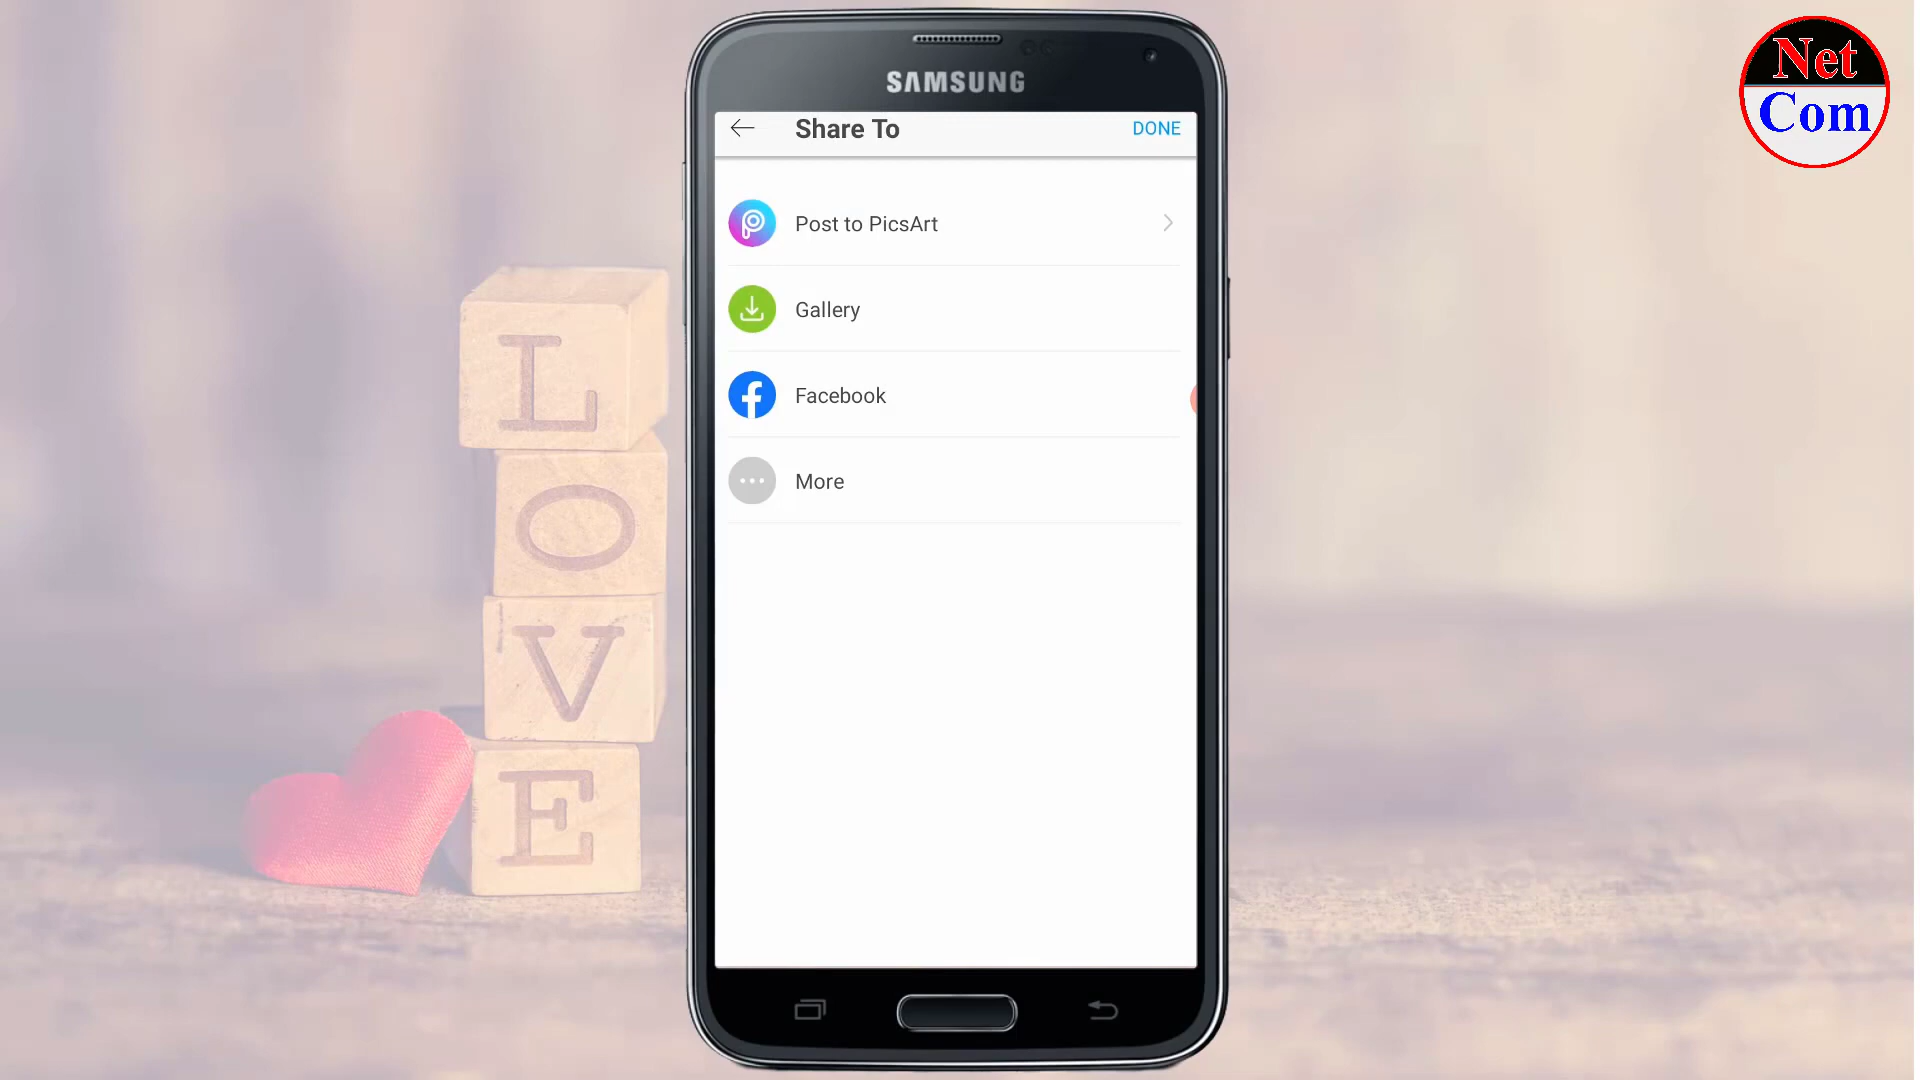 Net
Com
SAMSUNG
Share To
DONE
Post to PicsArt
Gallery
Facebook
More
L
O
V
E